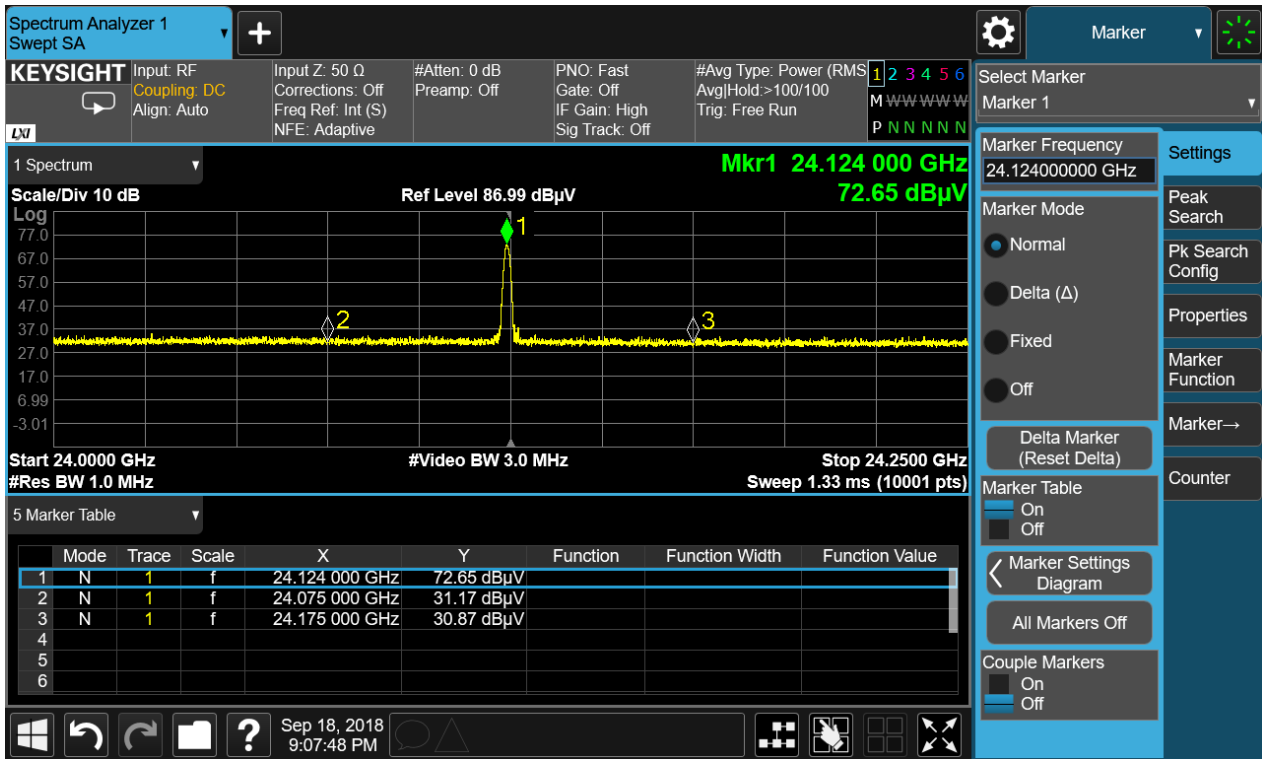 Spectrum Analyzer 1
Swept SA
+
Marker
KEYSIGHT
LXI
Input: RF
Coupling: DC
Align: Auto
Input Z: 50 Ω
Corrections: Off
Freq Ref: Int (S)
NFE: Adaptive
#Atten: 0 dB
Preamp: Off
PNO: Fast
Gate: Off
IF Gain: High
Sig Track: Off
#Avg Type: Power (RMS
Avg|Hold:>100/100
Trig: Free Run
1 2 3 4 5 6
M W W W W W W
P N N N N N
1 Spectrum
Mkr1 24.124 000 GHz
Scale/Div 10 dB
Ref Level 86.99 dBµV
72.65 dBµV
Log
77.0
67.0
57.0
47.0
37.0
27.0
17.0
6.99
-3.01
1
2
3
Start 24.0000 GHz
#Video BW 3.0 MHz
Stop 24.2500 GHz
#Res BW 1.0 MHz
Sweep 1.33 ms (10001 pts)
5 Marker Table
Mode Trace Scale X Y Function Function Width Function Value
1 N 1 f 24.124 000 GHz 72.65 dBµV
2 N 1 f 24.075 000 GHz 31.17 dBµV
3 N 1 f 24.175 000 GHz 30.87 dBµV
4
5
6
?
Sep 18, 2018
9:07:48 PM
Select Marker
Marker 1
Marker Frequency
24.124000000 GHz
Marker Mode
Normal
Delta (Δ)
Fixed
Off
Delta Marker
(Reset Delta)
Marker Table
On
Off
Marker Settings
Diagram
All Markers Off
Couple Markers
On
Off
Settings
Peak
Search
Pk Search
Config
Properties
Marker
Function
Marker→
Counter